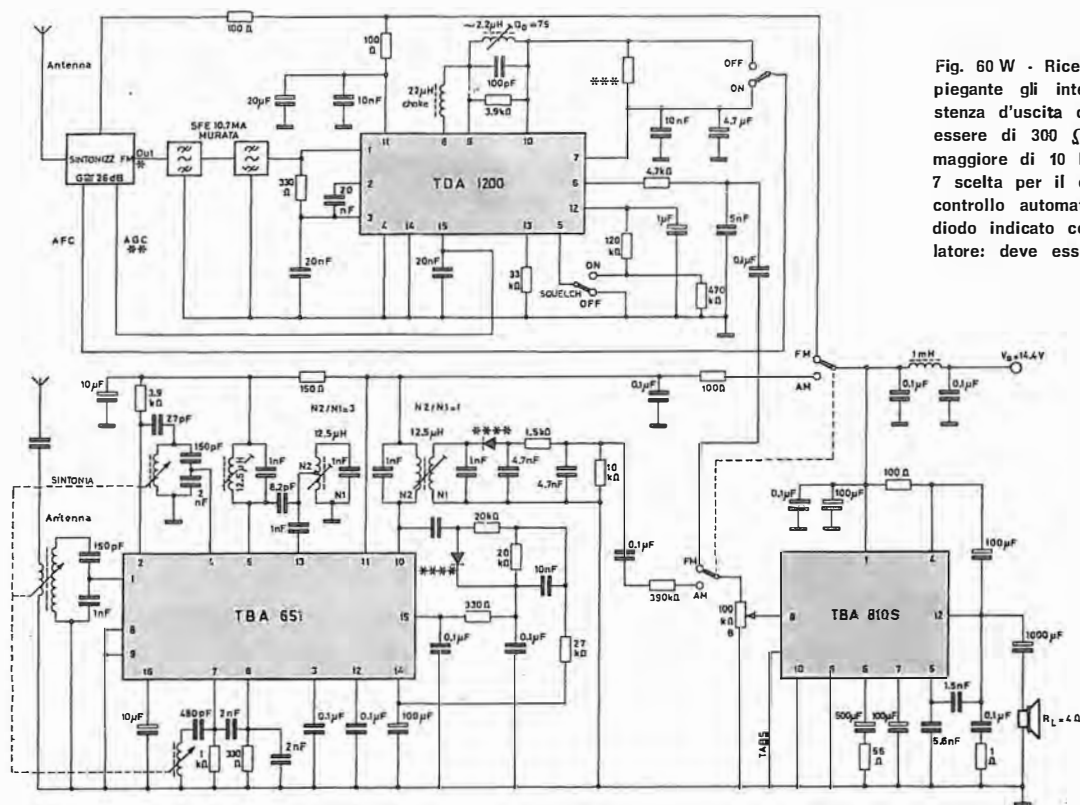 Fig. 60 W - Rice
piegante gli inte
stenza d'uscita d
essere di 300 Ω
maggiore di 10
7 scelta per il
controllo automat
diodo indicato co
latore: deve ess
Antenna
100 Ω
100 Ω
20µF
10nF
22µH choke
~2.2µH Q₀=75
100pF
3,9kΩ
***
OFF
ON
SINTONIZZ FM
G 26dB
Out
*
SFE 10.7MA
MURATA
330 Ω
20 nF
20nF
TDA 1200
1
2
3
11
8
9
10
7
6
12
4
14
15
13
5
10nF
4,7µF
4,7kΩ
1µF
5nF
120 kΩ
0,1µF
AFC
AGC
**
20nF
33 kΩ
ON
SQUELCH
OFF
470 kΩ
FM
AM
1mH
V_B=14.4V
0,1µF
0,1µF
10µF
3,9 kΩ
27pF
150pF
2 nF
150Ω
N2/N1=3
12,5µH
12,5µH
1nF
8,2pF
1nF
N2
N1
1nF
N2/N1=1
12,5µH
1nF
N2
N1
****
1nF
4,7nF
1,5kΩ
4,7nF
10 kΩ
0,1µF
100Ω
SINTONIA
Antenna
150pF
1nF
TBA 651
2
4
5
13
11
10
1
8
9
15
16
7
6
3
12
14
****
20kΩ
20 kΩ
10nF
330Ω
0,1µF
0,1µF
27 kΩ
0,1µF
390kΩ
FM
AM
100 kΩ
B
0,1µF
100µF
100Ω
100µF
TBA 810S
1
4
8
12
10
9
6
7
5
1000µF
R_L=4Ω
10µF
480pF
2nF
1 kΩ
330 Ω
2nF
0,1µF
0,1µF
100µF
TABS
500µF
100µF
55 Ω
1.5nF
5.6nF
0,1µF
1 Ω